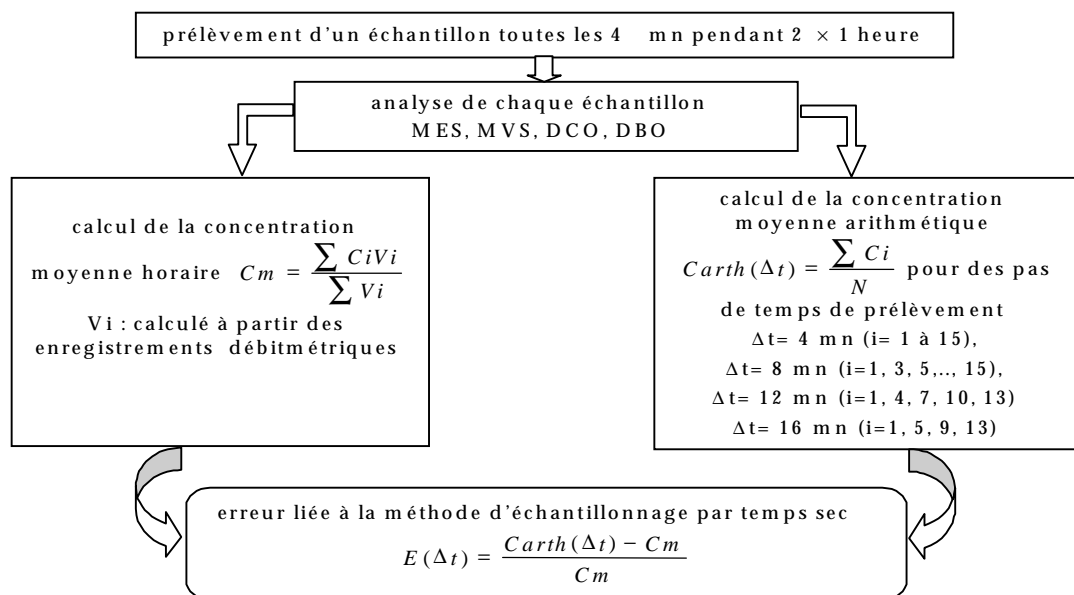 prélèvement d'un échantillon toutes les 4 mn pendant 2 × 1 heure
analyse de chaque échantillon
MES, MVS, DCO, DBO
calcul de la concentration
moyenne horaire Cm = ∑ CiVi / ∑ Vi
Vi : calculé à partir des
enregistrements débitmétriques
calcul de la concentration
moyenne arithmétique
Carth (Δt) = ∑ Ci / N pour des pas
de temps de prélèvement
Δt= 4 mn (i= 1 à 15),
Δt= 8 mn (i=1, 3, 5,.., 15),
Δt= 12 mn (i=1, 4, 7, 10, 13)
Δt= 16 mn (i=1, 5, 9, 13)
erreur liée à la méthode d'échantillonnage par temps sec
E (Δt) = Carth (Δt) − Cm / Cm